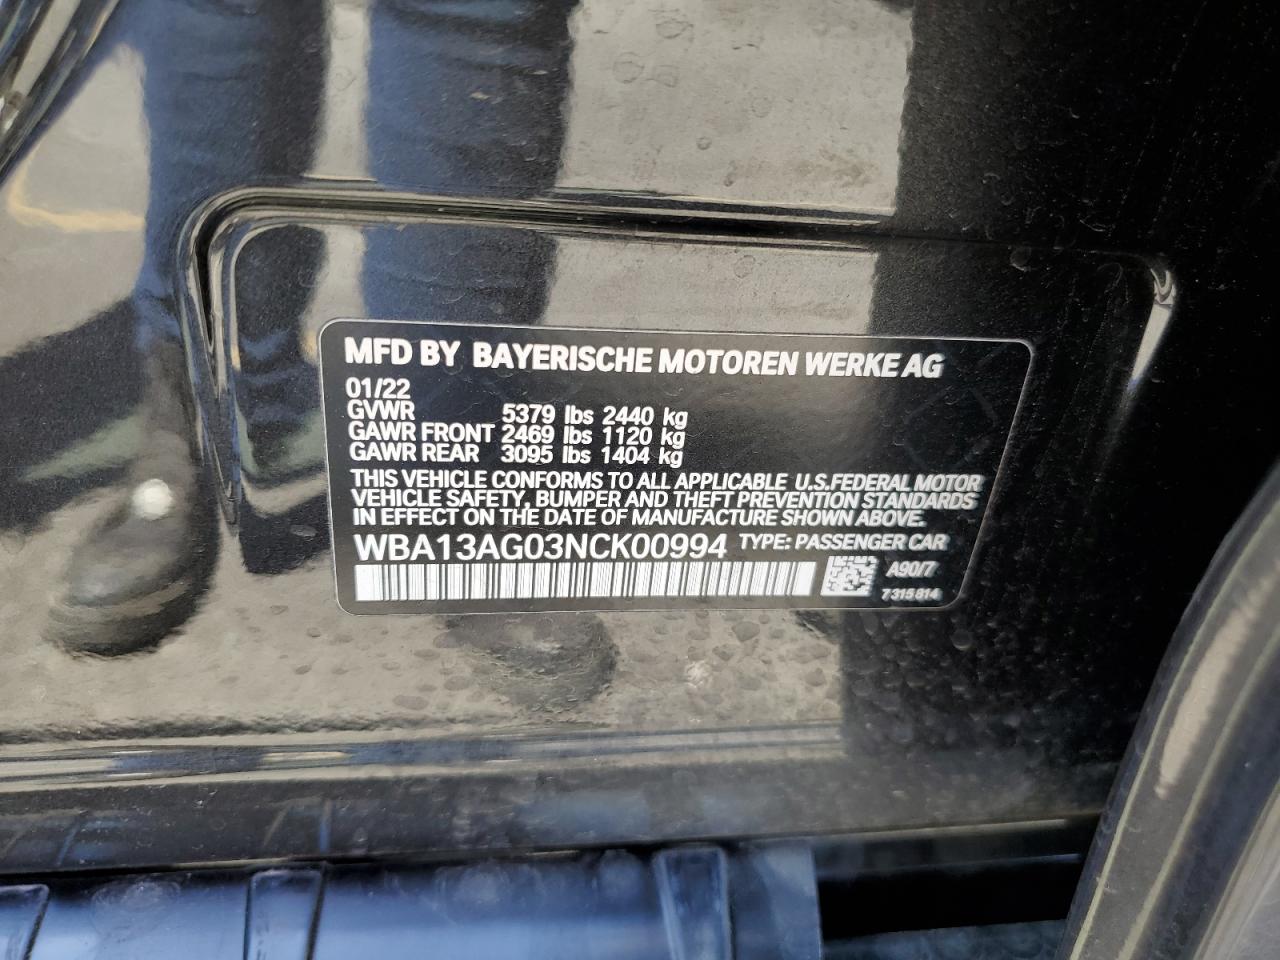 MFD BY BAYERISCHE MOTOREN WERKE AG
01/22
GVWR 5379 lbs 2440 kg
GAWR FRONT 2469 lbs 1120 kg
GAWR REAR 3095 lbs 1404 kg
THIS VEHICLE CONFORMS TO ALL APPLICABLE U.S.FEDERAL MOTOR
VEHICLE SAFETY, BUMPER AND THEFT PREVENTION STANDARDS
IN EFFECT ON THE DATE OF MANUFACTURE SHOWN ABOVE.
WBA13AG03NCK00994 TYPE: PASSENGER CAR
A90/7
7 315 814